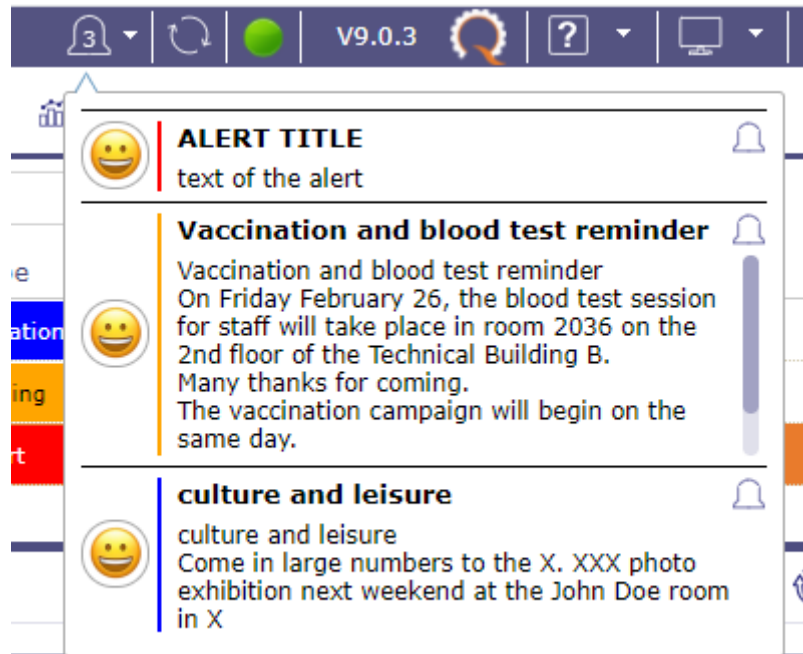 3
V9.0.3
?
ALERT TITLE
text of the alert
Vaccination and blood test reminder
Vaccination and blood test reminder
On Friday February 26, the blood test session
for staff will take place in room 2036 on the
2nd floor of the Technical Building B.
Many thanks for coming.
The vaccination campaign will begin on the
same day.
culture and leisure
culture and leisure
Come in large numbers to the X. XXX photo
exhibition next weekend at the John Doe room
in X